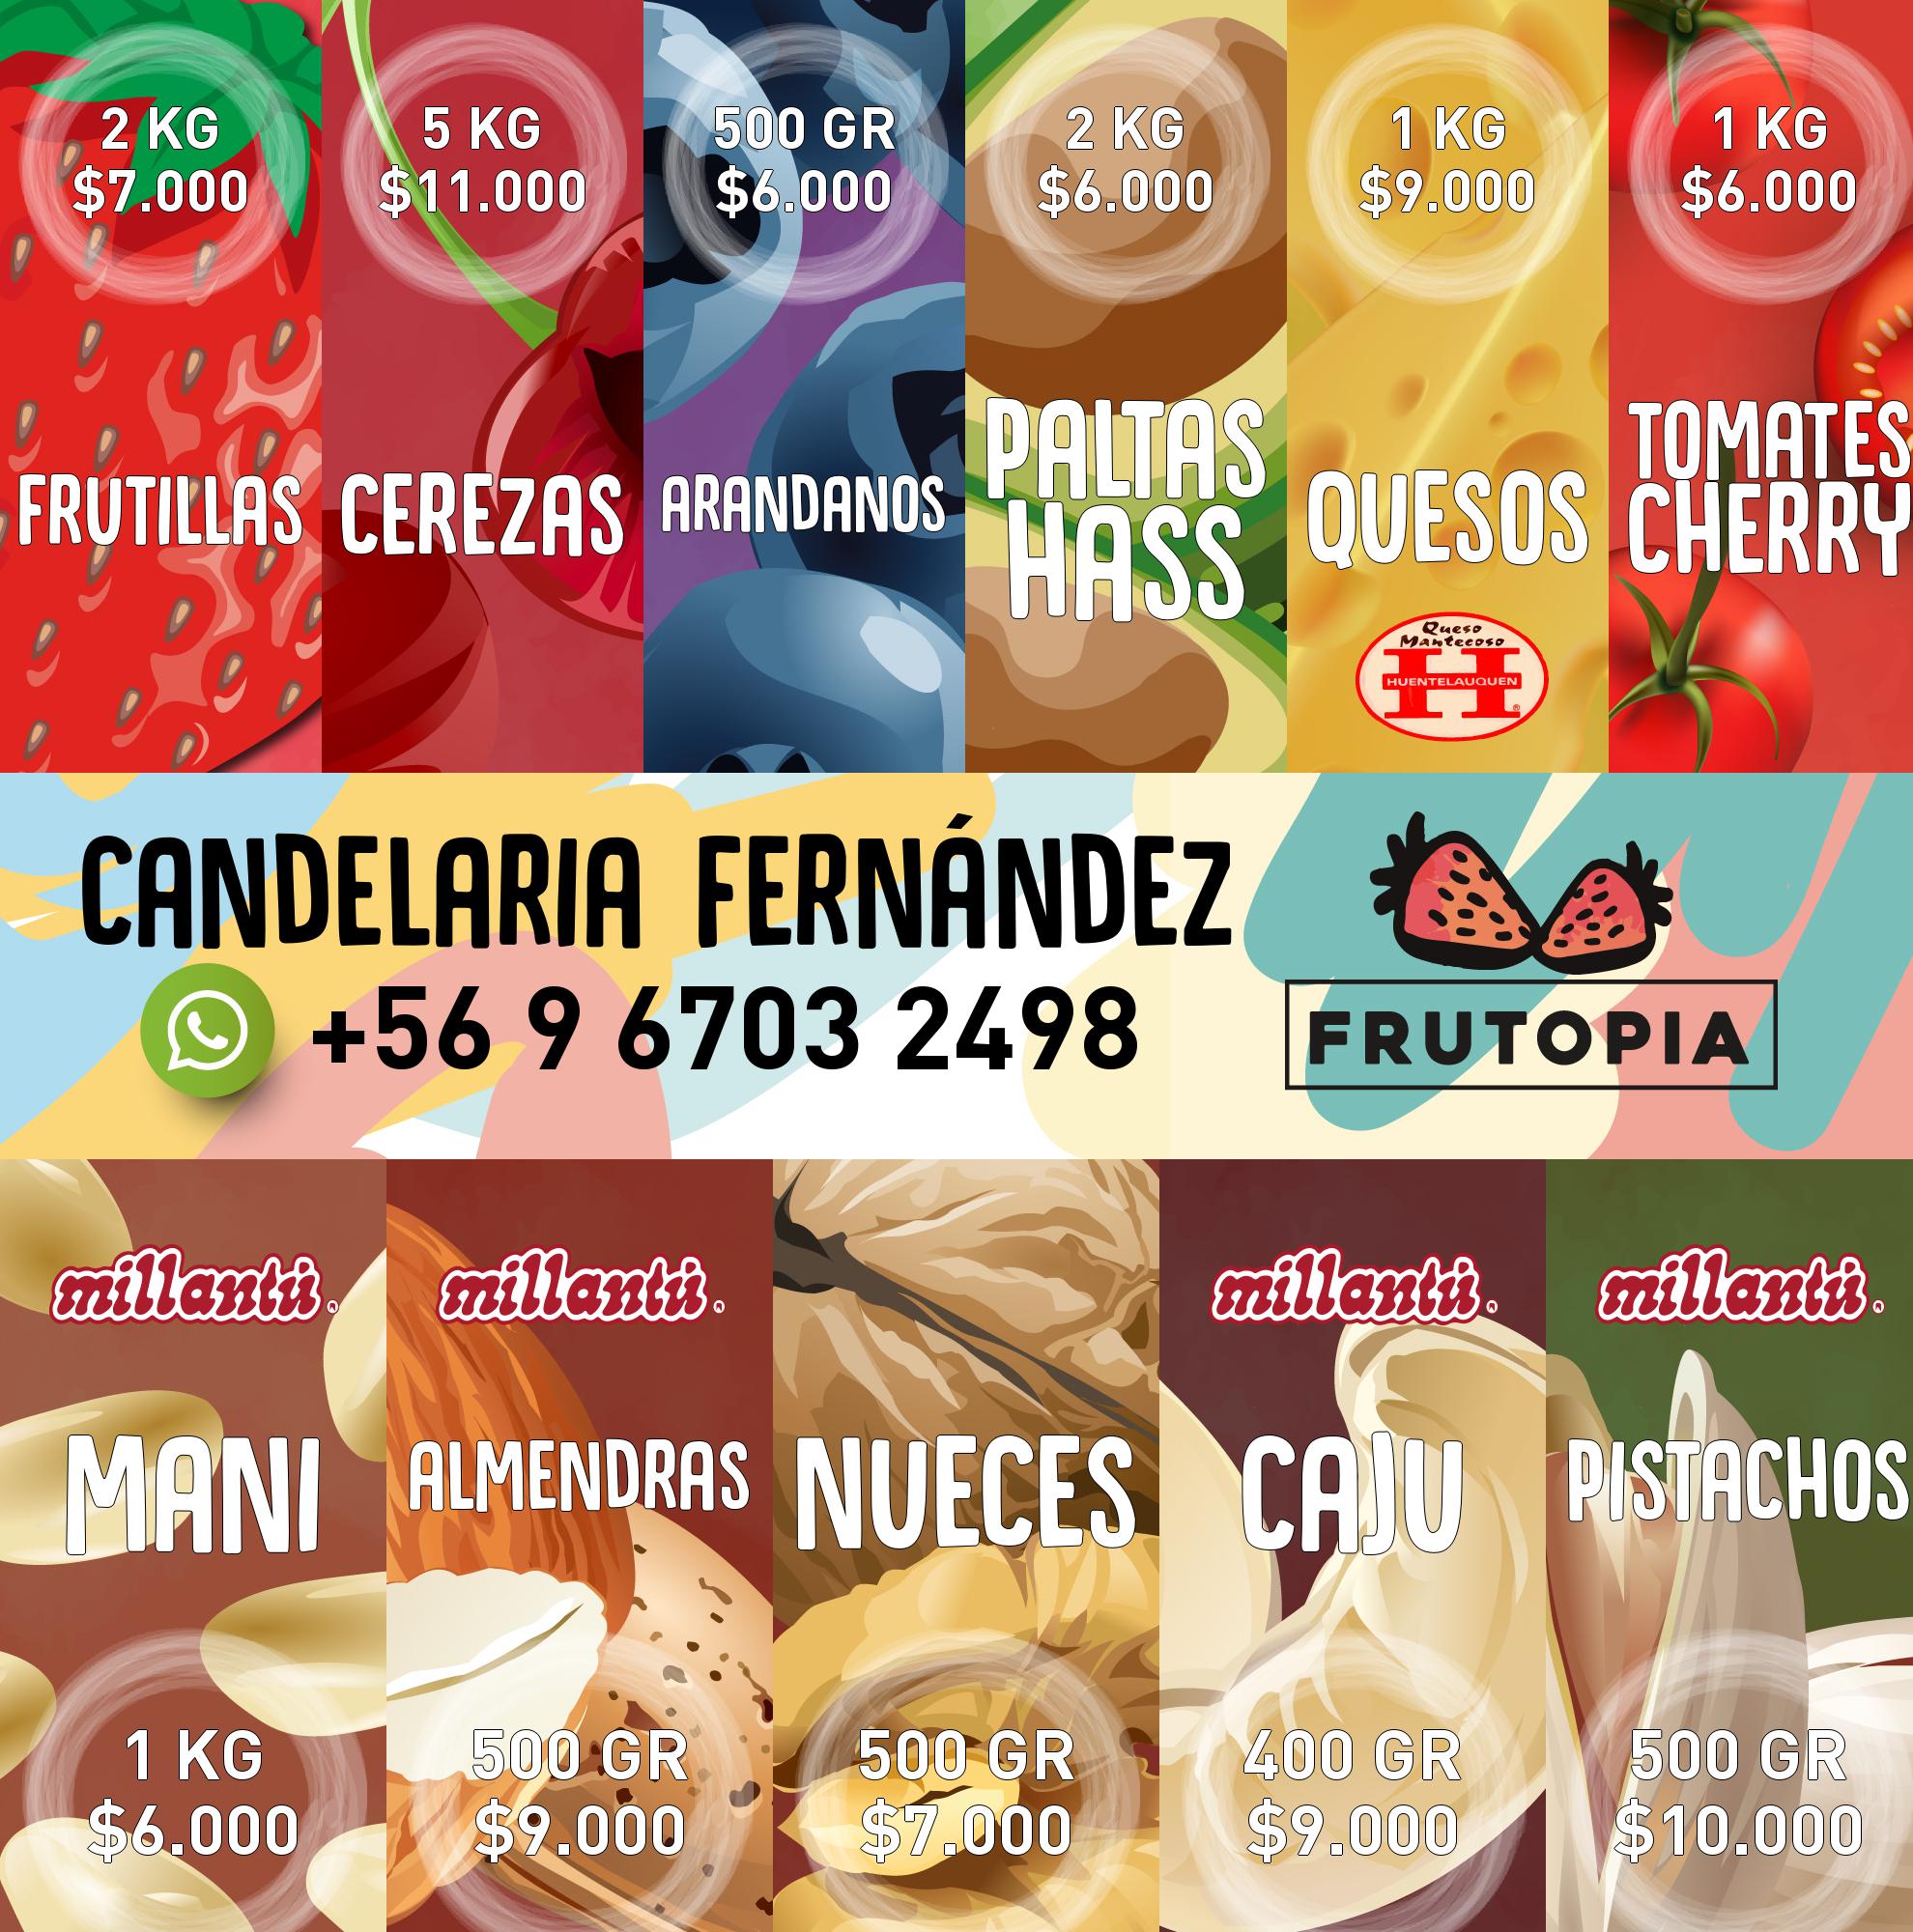 2 KG
$7.000
FRUTILLAS
5 KG
$11.000
CEREZAS
500 GR
$6.000
ARANDANOS
2 KG
$6.000
PALTAS
HASS
1 KG
$9.000
QUESOS
Queso
Mantecoso
H
HUENTELAUQUEN
®
1 KG
$6.000
TOMATES
CHERRY
CANDELARIA FERNÁNDEZ
+56 9 6703 2498
FRUTOPIA
millantú®
MANI
1 KG
$6.000
millantú®
ALMENDRAS
500 GR
$9.000
NUECES
500 GR
$7.000
millantú®
CAJU
400 GR
$9.000
millantú®
PISTACHOS
500 GR
$10.000